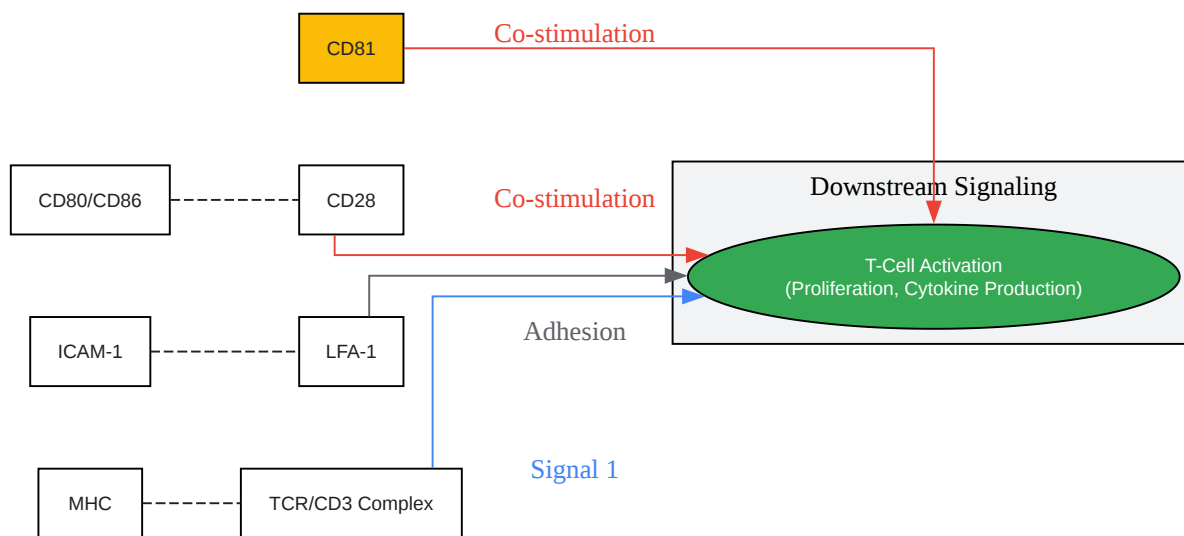 CD81
Co-stimulation
CD80/CD86
CD28
Co-stimulation
Downstream Signaling
T-Cell Activation
(Proliferation, Cytokine Production)
ICAM-1
LFA-1
Adhesion
MHC
TCR/CD3 Complex
Signal 1